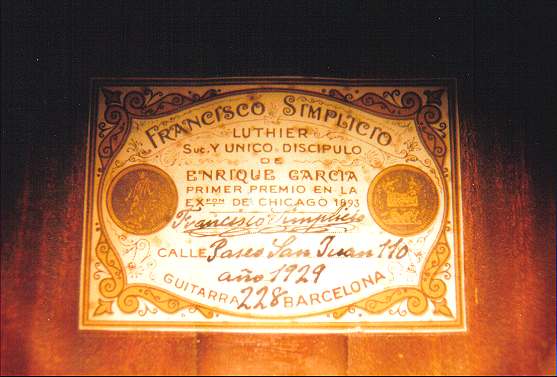 FRANCISCO SIMPLICIO
LUTHIER
Suc. Y UNICO DISCIPULO
DE
ENRIQUE GARCIA
PRIMER PREMIO EN LA
EXPON DE CHICAGO 1893
Francisco Simplicio
CALLE Paseo San Juan 110
año 1929
GUITARRA 228 BARCELONA